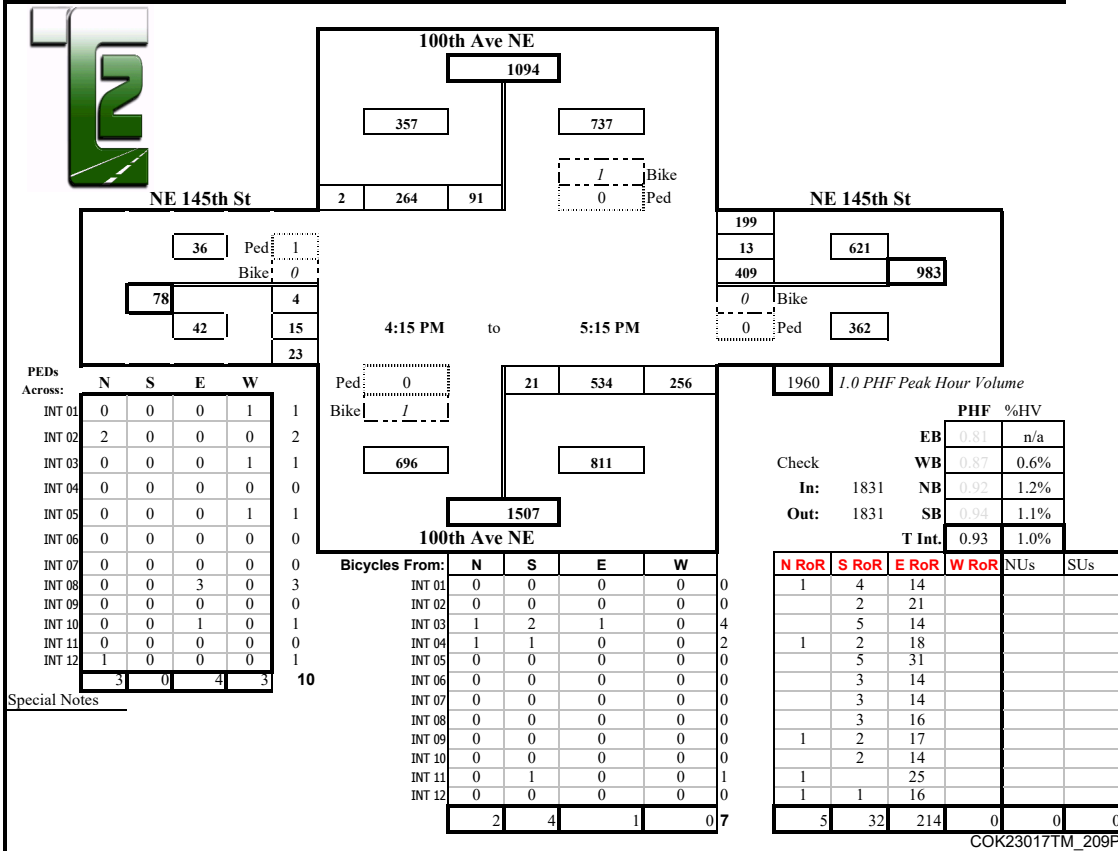 T2
100th Ave NE
1094
357 737
1 Bike
0 Ped
NE 145th St
2 264 91
NE 145th St
199
13 621
409 983
36 Ped 1
Bike 0
78 4
42 15
23
4:15 PM to 5:15 PM
0 Bike
0 Ped 362
Ped 0
Bike 1
21 534 256
1960 1.0 PHF Peak Hour Volume
696 811
1507
100th Ave NE
PHF %HV
EB 0.81 n/a
Check WB 0.87 0.6%
In: 1831 NB 0.92 1.2%
Out: 1831 SB 0.94 1.1%
T Int. 0.93 1.0%
PEDs
Across: N S E W
INT 01 0 0 0 1 1
INT 02 2 0 0 0 2
INT 03 0 0 0 1 1
INT 04 0 0 0 0 0
INT 05 0 0 0 1 1
INT 06 0 0 0 0 0
INT 07 0 0 0 0 0
INT 08 0 0 3 0 3
INT 09 0 0 0 0 0
INT 10 0 0 1 0 1
INT 11 0 0 0 0 0
INT 12 1 0 0 0 1
3 0 4 3 10
Special Notes
Bicycles From: N S E W
INT 01 0 0 0 0 0
INT 02 0 0 0 0 0
INT 03 1 2 1 0 4
INT 04 1 1 0 0 2
INT 05 0 0 0 0 0
INT 06 0 0 0 0 0
INT 07 0 0 0 0 0
INT 08 0 0 0 0 0
INT 09 0 0 0 0 0
INT 10 0 0 0 0 0
INT 11 0 1 0 0 1
INT 12 0 0 0 0 0
2 4 1 0 7
N RoR S RoR E RoR W RoR NUs SUs
1 4 14
2 21
5 14
1 2 18
5 31
3 14
3 14
3 16
1 2 17
2 14
1 25
1 1 16
5 32 214 0 0 0
COK23017TM_209P